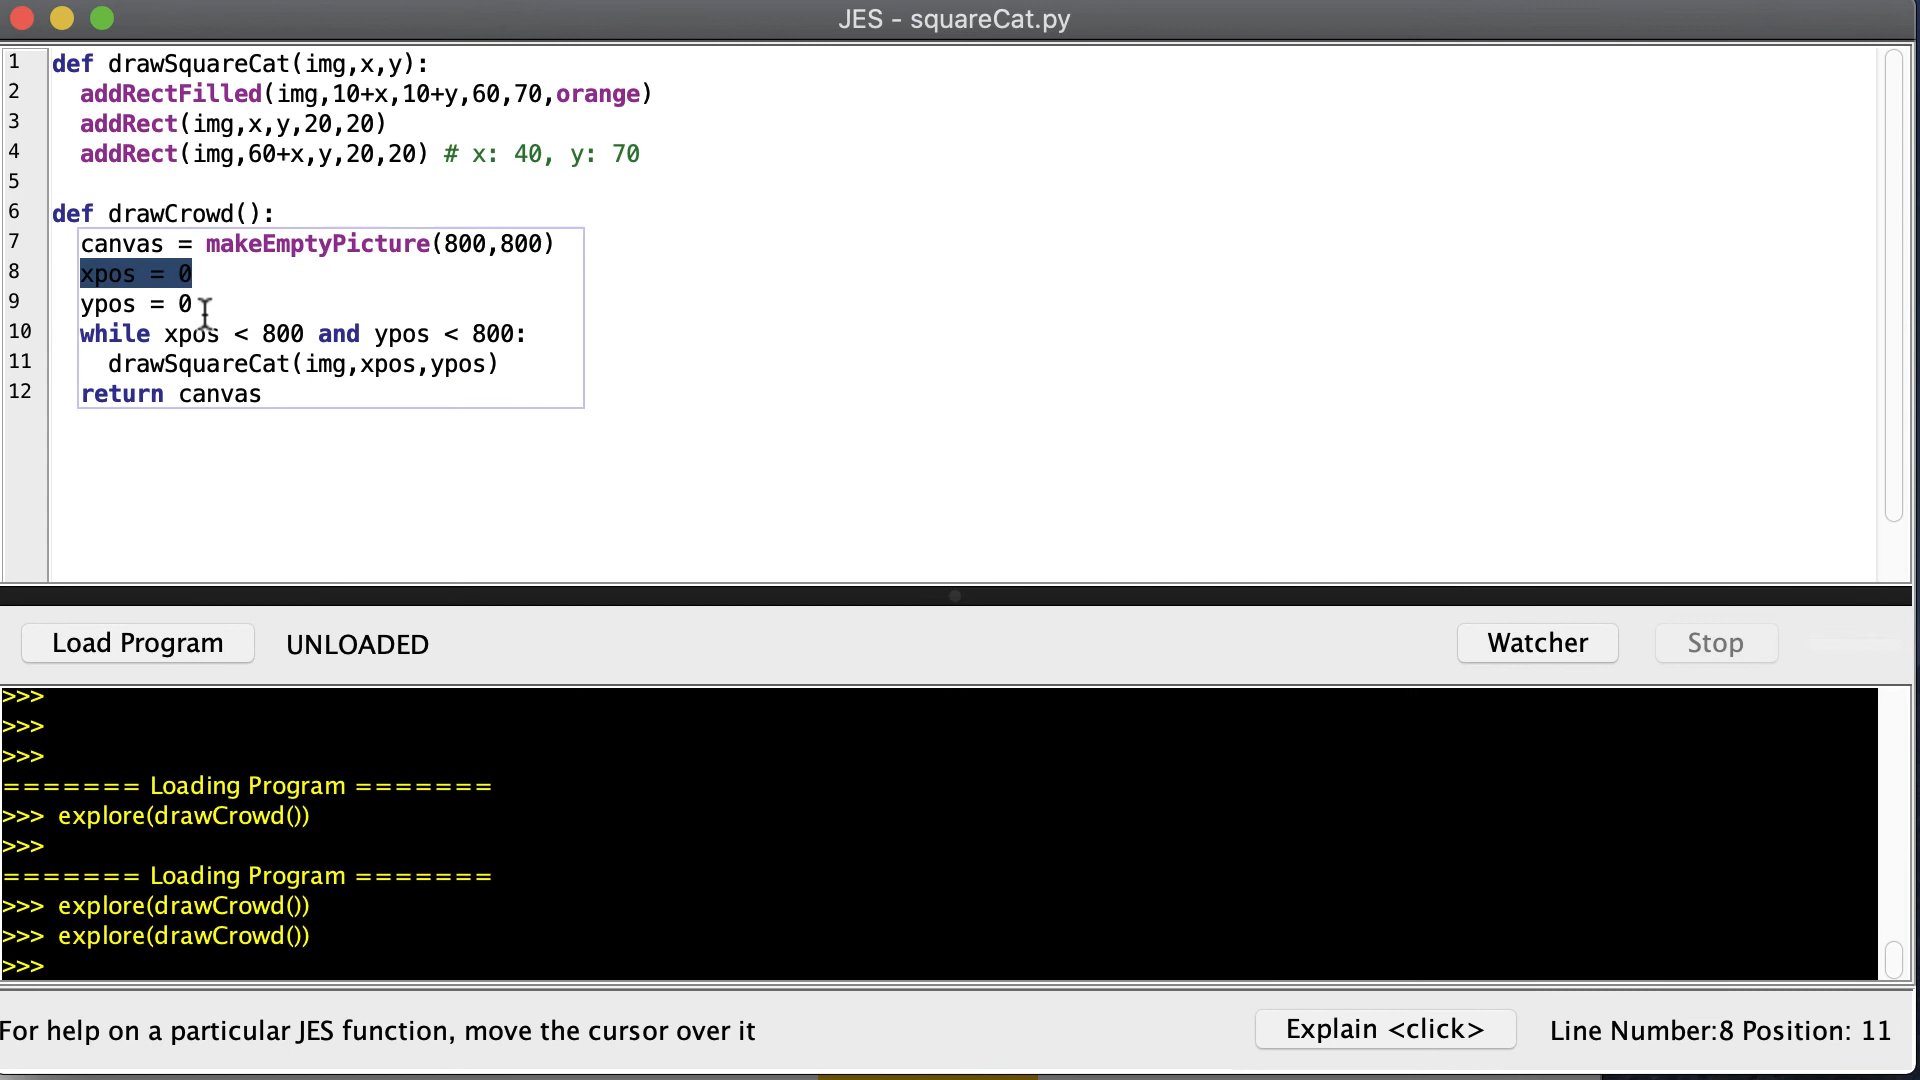 JES - squareCat.py
1 def drawSquareCat(img,x,y):
2 addRectFilled(img,10+x,10+y,60,70,orange)
3 addRect(img,x,y,20,20)
4 addRect(img,60+x,y,20,20) # x: 40, y: 70
5
6 def drawCrowd():
7 canvas = makeEmptyPicture(800,800)
8 xpos = 0
9 ypos = 0
10 while xpos < 800 and ypos < 800:
11 drawSquareCat(img,xpos,ypos)
12 return canvas
Load Program UNLOADED Watcher Stop
>>>
>>>
>>>
======= Loading Program =======
>>> explore(drawCrowd())
>>>
======= Loading Program =======
>>> explore(drawCrowd())
>>> explore(drawCrowd())
>>>
For help on a particular JES function, move the cursor over it Explain <click> Line Number:8 Position: 11